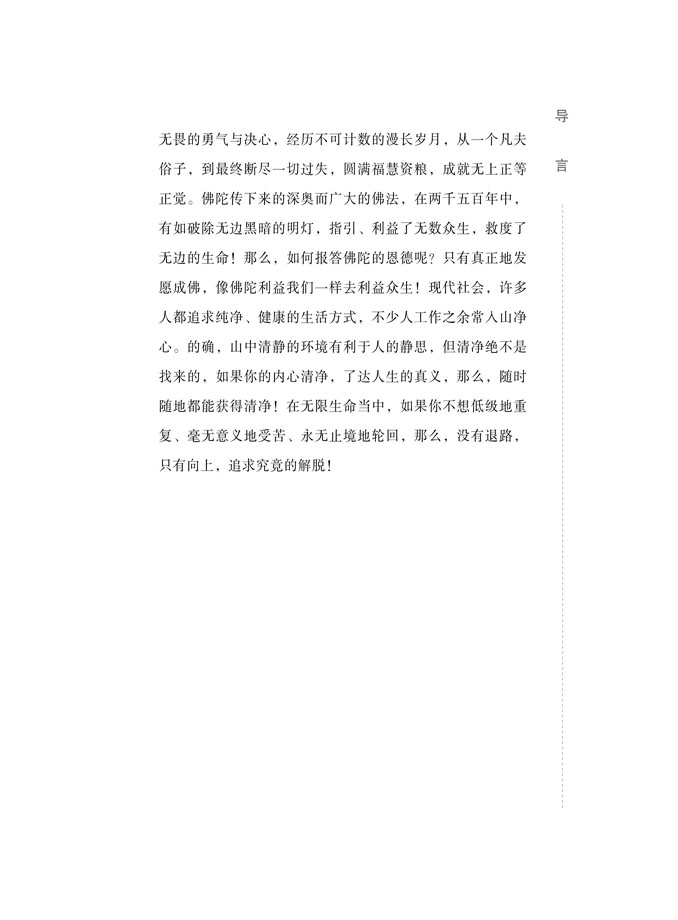 导
言
无畏的勇气与决心，经历不可计数的漫长岁月，从一个凡夫
俗子，到最终断尽一切过失，圆满福慧资粮，成就无上正等
正觉。佛陀传下来的深奥而广大的佛法，在两千五百年中，
有如破除无边黑暗的明灯，指引、利益了无数众生，救度了
无边的生命！那么，如何报答佛陀的恩德呢？只有真正地发
愿成佛，像佛陀利益我们一样去利益众生！现代社会，许多
人都追求纯净、健康的生活方式，不少人工作之余常入山净
心。的确，山中清静的环境有利于人的静思，但清净绝不是
找来的，如果你的内心清净，了达人生的真义，那么，随时
随地都能获得清净！在无限生命当中，如果你不想低级地重
复、毫无意义地受苦、永无止境地轮回，那么，没有退路，
只有向上，追求究竟的解脱！